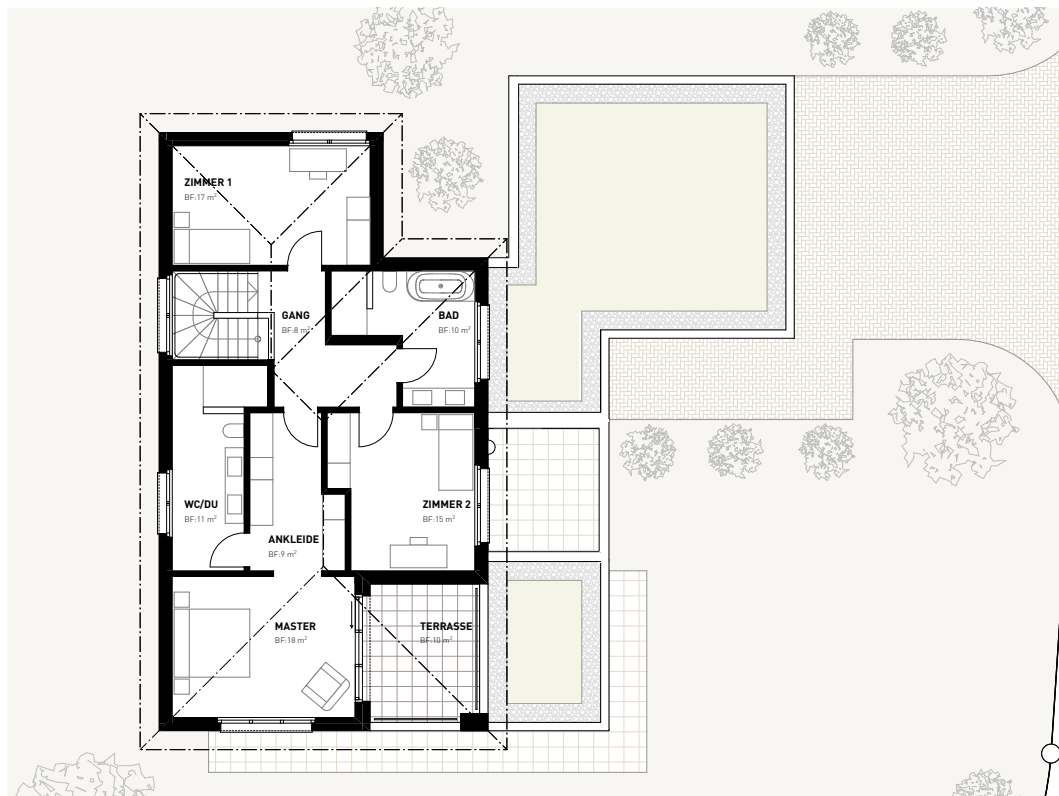 ZIMMER 1
BF:17 m²
GANG
BF:8 m²
BAD
BF:10 m²
WC/DU
BF:11 m²
ZIMMER 2
BF:15 m²
ANKLEIDE
BF:9 m²
MASTER
BF:18 m²
TERRASSE
BF:10 m²